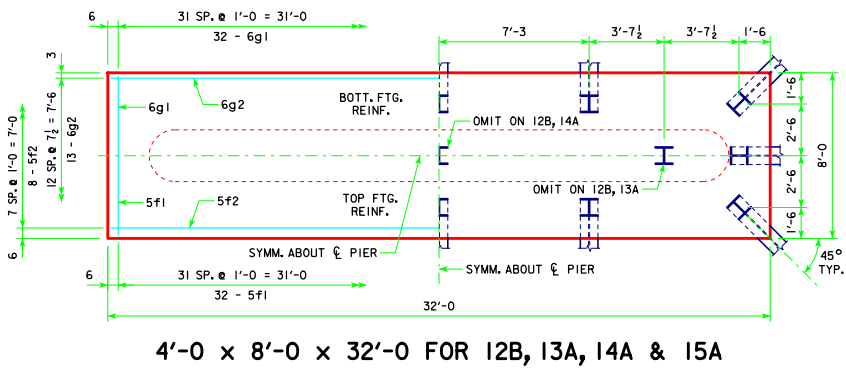 6
31 SP. @ 1'-0 = 31'-0
32 - 6g1
7'-3
3'-7½
3'-7½
1'-6
3
7 SP. @ 1'-0 = 7'-0
8 - 5f2
12 SP. @ 7½ = 7'-6
13 - 6g2
6
6g1
6g2
BOTT. FTG.
REINF.
OMIT ON 12B, 14A
1'-6
2'-6
8'-0
2'-6
1'-6
OMIT ON 12B, 13A
5f1
5f2
TOP FTG.
REINF.
SYMM. ABOUT ℄ PIER
SYMM. ABOUT ℄ PIER
45°
TYP.
6
31 SP. @ 1'-0 = 31'-0
32 - 5f1
32'-0
4'-0 x 8'-0 x 32'-0 FOR 12B, 13A, 14A & 15A